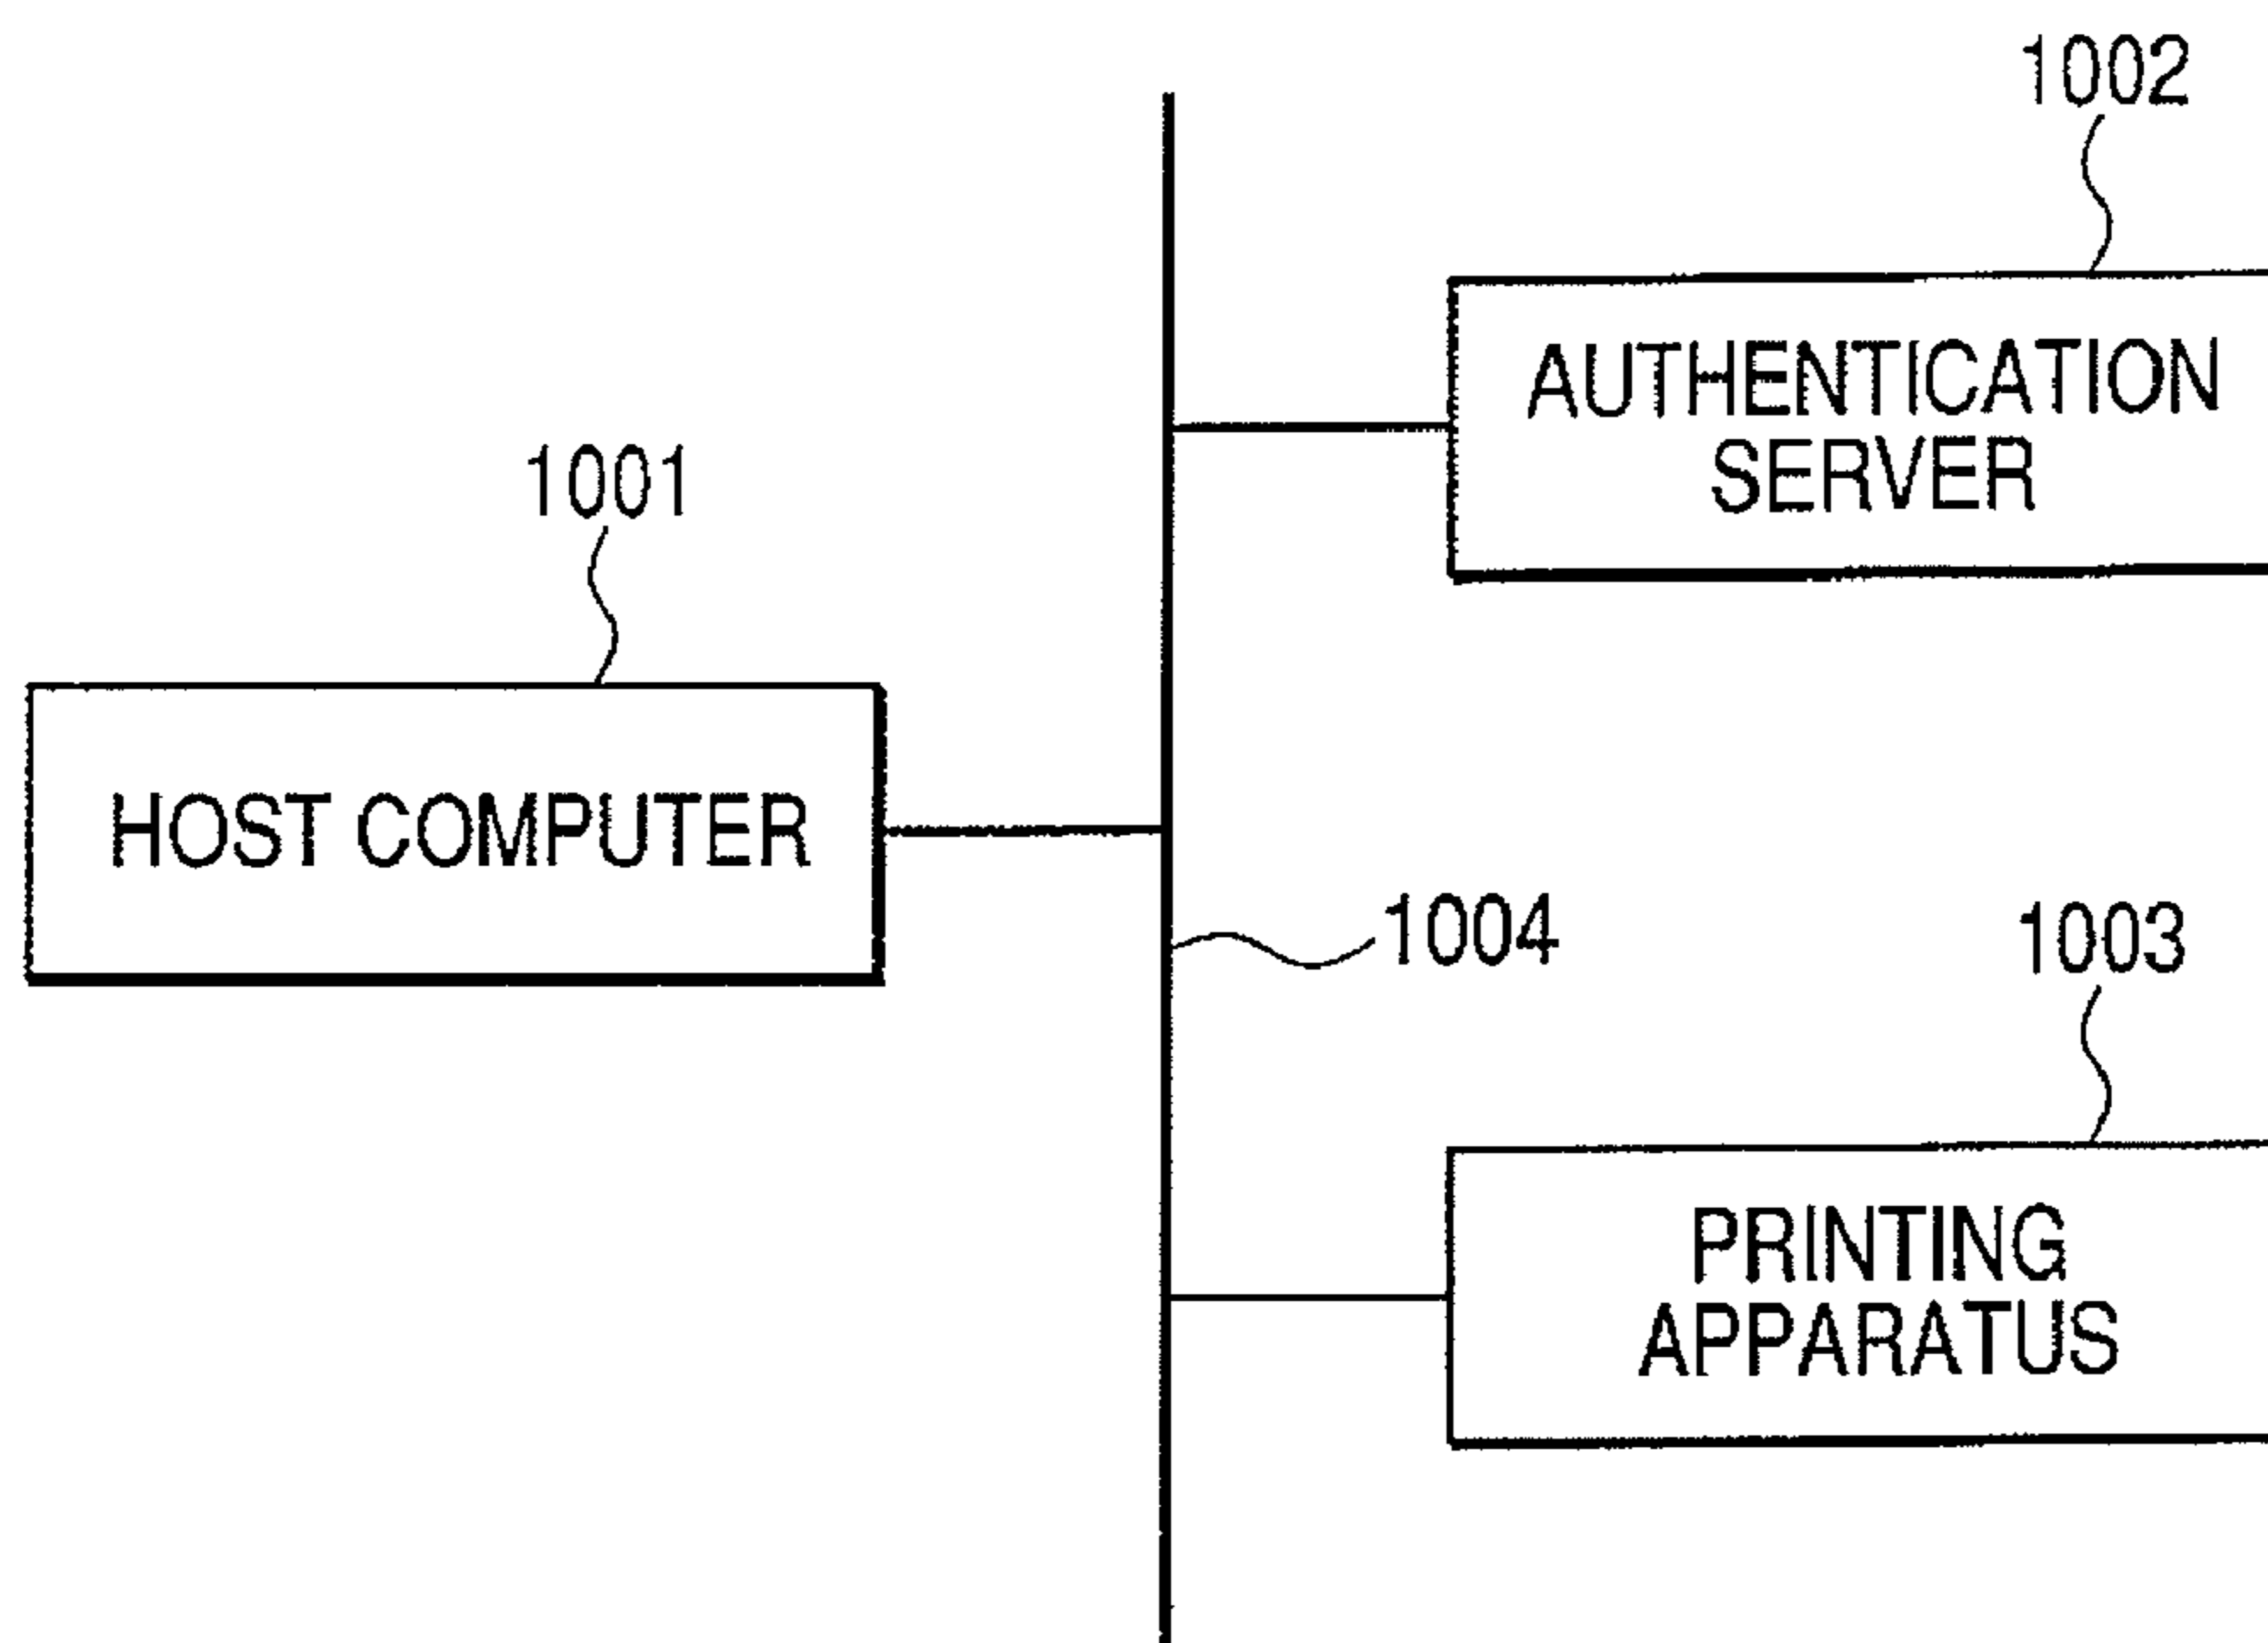 1002
AUTHENTICATION
SERVER
1001
HOST COMPUTER
1004
1003
PRINTING
APPARATUS